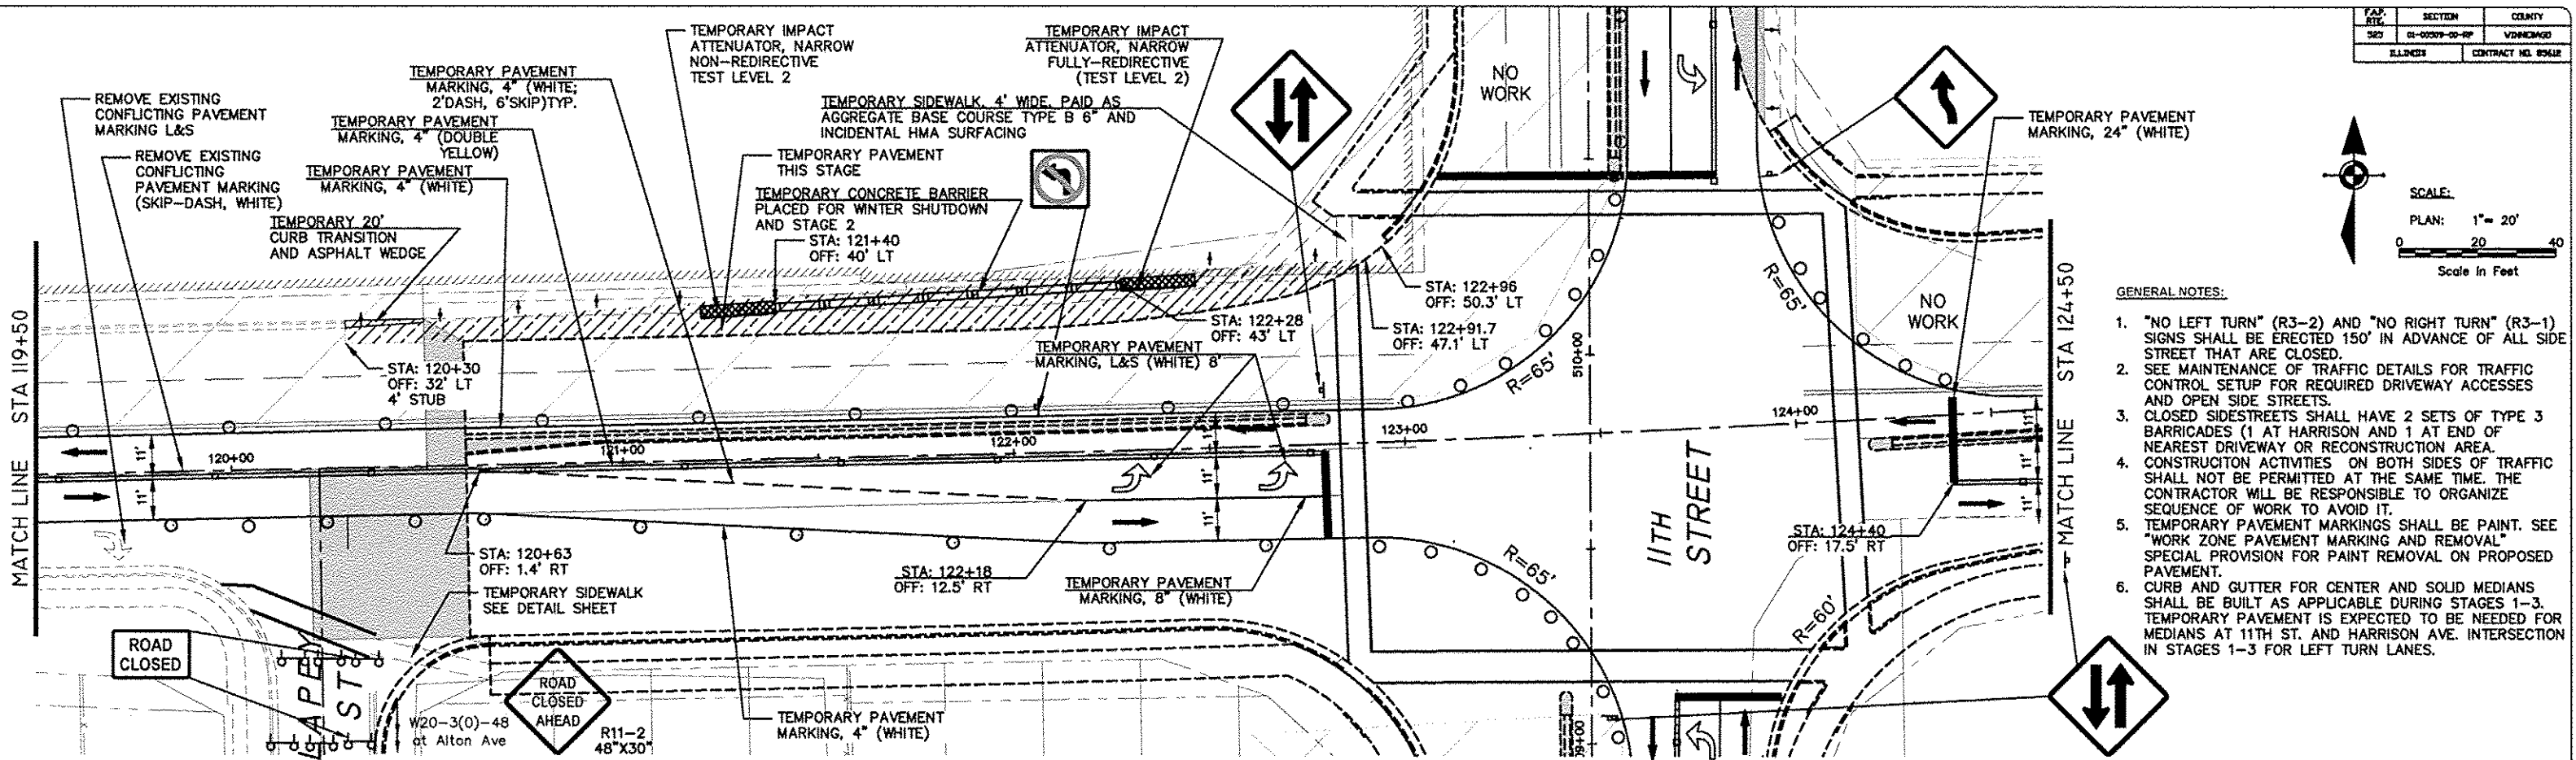 F.A.P. RTE.
SECTION
COUNTY
525
01-00509-00-RP
WINNEBAGO
ILLINOIS
CONTRACT NO. 85612
REMOVE EXISTING
CONFLICTING PAVEMENT
MARKING L&S
REMOVE EXISTING
CONFLICTING
PAVEMENT MARKING
(SKIP-DASH, WHITE)
TEMPORARY 20'
CURB TRANSITION
AND ASPHALT WEDGE
TEMPORARY PAVEMENT
MARKING, 4" (WHITE;
2'DASH, 6'SKIP)TYP.
TEMPORARY PAVEMENT
MARKING, 4" (DOUBLE
YELLOW)
TEMPORARY PAVEMENT
MARKING, 4" (WHITE)
TEMPORARY IMPACT
ATTENUATOR, NARROW
NON-REDIRECTIVE
TEST LEVEL 2
TEMPORARY IMPACT
ATTENUATOR, NARROW
FULLY-REDIRECTIVE
(TEST LEVEL 2)
TEMPORARY SIDEWALK, 4' WIDE, PAID AS
AGGREGATE BASE COURSE TYPE B 6" AND
INCIDENTAL HMA SURFACING
TEMPORARY PAVEMENT
THIS STAGE
TEMPORARY CONCRETE BARRIER
PLACED FOR WINTER SHUTDOWN
AND STAGE 2
STA: 121+40
OFF: 40' LT
NO
WORK
TEMPORARY PAVEMENT
MARKING, 24" (WHITE)
SCALE:
PLAN: 1"= 20'
0 20 40
Scale in Feet
STA: 122+96
OFF: 50.3' LT
STA: 122+91.7
OFF: 47.1' LT
STA: 122+28
OFF: 43' LT
TEMPORARY PAVEMENT
MARKING, L&S (WHITE) 8'
STA: 120+30
OFF: 32' LT
4' STUB
R=65'
510+00
R=65'
NO
WORK
MATCH LINE STA 119+50
11'
11'
120+00
121+00
122+00
123+00
124+00
11'
11'
11'
11'
11'
MATCH LINE STA 124+50
STA: 120+63
OFF: 1.4' RT
STA: 122+18
OFF: 12.5' RT
TEMPORARY PAVEMENT
MARKING, 8" (WHITE)
11TH
STREET
STA: 124+40
OFF: 17.5' RT
R=65'
R=60'
TEMPORARY SIDEWALK
SEE DETAIL SHEET
ROAD
CLOSED
ST
W20-3(0)-48
at Alton Ave
ROAD
CLOSED
AHEAD
R11-2
48"X30"
TEMPORARY PAVEMENT
MARKING, 4" (WHITE)
GENERAL NOTES:
1. "NO LEFT TURN" (R3-2) AND "NO RIGHT TURN" (R3-1)
SIGNS SHALL BE ERECTED 150' IN ADVANCE OF ALL SIDE
STREET THAT ARE CLOSED.
2. SEE MAINTENANCE OF TRAFFIC DETAILS FOR TRAFFIC
CONTROL SETUP FOR REQUIRED DRIVEWAY ACCESSES
AND OPEN SIDE STREETS.
3. CLOSED SIDESTREETS SHALL HAVE 2 SETS OF TYPE 3
BARRICADES (1 AT HARRISON AND 1 AT END OF
NEAREST DRIVEWAY OR RECONSTRUCTION AREA.
4. CONSTRUCITON ACTIVITIES ON BOTH SIDES OF TRAFFIC
SHALL NOT BE PERMITTED AT THE SAME TIME. THE
CONTRACTOR WILL BE RESPONSIBLE TO ORGANIZE
SEQUENCE OF WORK TO AVOID IT.
5. TEMPORARY PAVEMENT MARKINGS SHALL BE PAINT. SEE
"WORK ZONE PAVEMENT MARKING AND REMOVAL"
SPECIAL PROVISION FOR PAINT REMOVAL ON PROPOSED
PAVEMENT.
6. CURB AND GUTTER FOR CENTER AND SOLID MEDIANS
SHALL BE BUILT AS APPLICABLE DURING STAGES 1-3.
TEMPORARY PAVEMENT IS EXPECTED TO BE NEEDED FOR
MEDIANS AT 11TH ST. AND HARRISON AVE. INTERSECTION
IN STAGES 1-3 FOR LEFT TURN LANES.